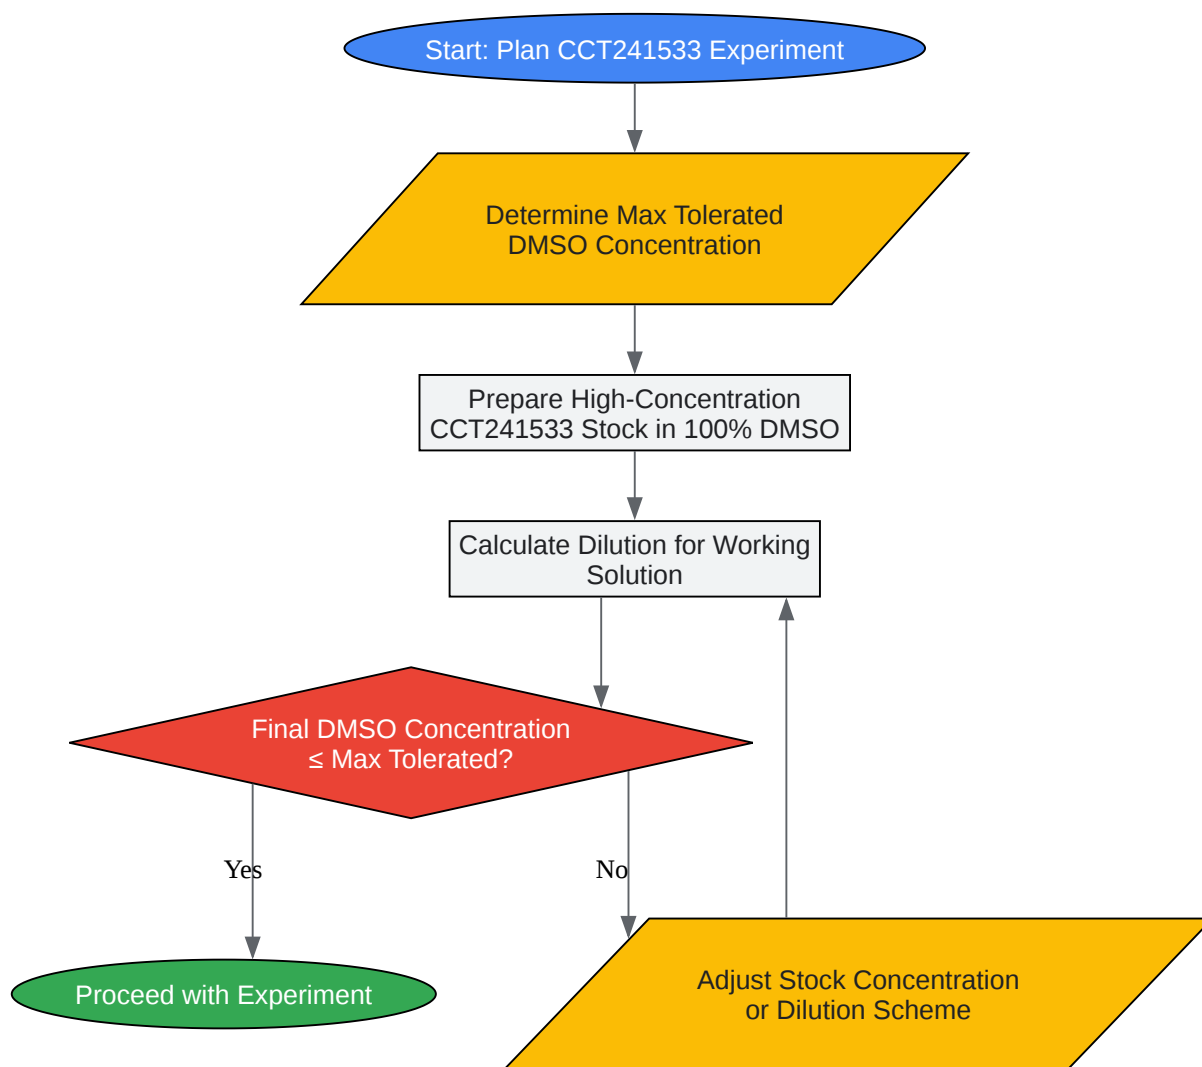 Start: Plan CCT241533 Experiment
Determine Max Tolerated
DMSO Concentration
Prepare High-Concentration
CCT241533 Stock in 100% DMSO
Calculate Dilution for Working
Solution
Final DMSO Concentration
≤ Max Tolerated?
Yes
No
Proceed with Experiment
Adjust Stock Concentration
or Dilution Scheme